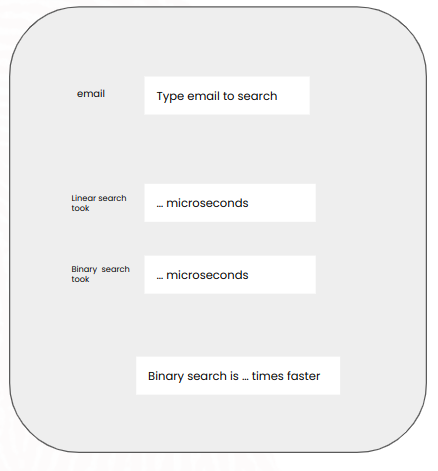 email
Type email to search
Linear search
took
... microseconds
Binary search
took
... microseconds
Binary search is ... times faster